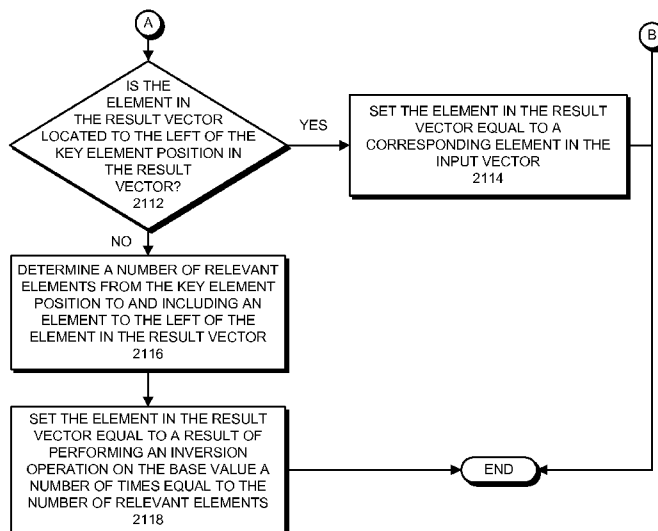 A
B
IS THE
ELEMENT IN
THE RESULT VECTOR
LOCATED TO THE LEFT OF THE
KEY ELEMENT POSITION IN
THE RESULT
VECTOR?
2112
YES
SET THE ELEMENT IN THE RESULT
VECTOR EQUAL TO A
CORRESPONDING ELEMENT IN THE
INPUT VECTOR
2114
NO
DETERMINE A NUMBER OF RELEVANT
ELEMENTS FROM THE KEY ELEMENT
POSITION TO AND INCLUDING AN
ELEMENT TO THE LEFT OF THE
ELEMENT IN THE RESULT VECTOR
2116
SET THE ELEMENT IN THE RESULT
VECTOR EQUAL TO A RESULT OF
PERFORMING AN INVERSION
OPERATION ON THE BASE VALUE A
NUMBER OF TIMES EQUAL TO THE
NUMBER OF RELEVANT ELEMENTS
2118
END